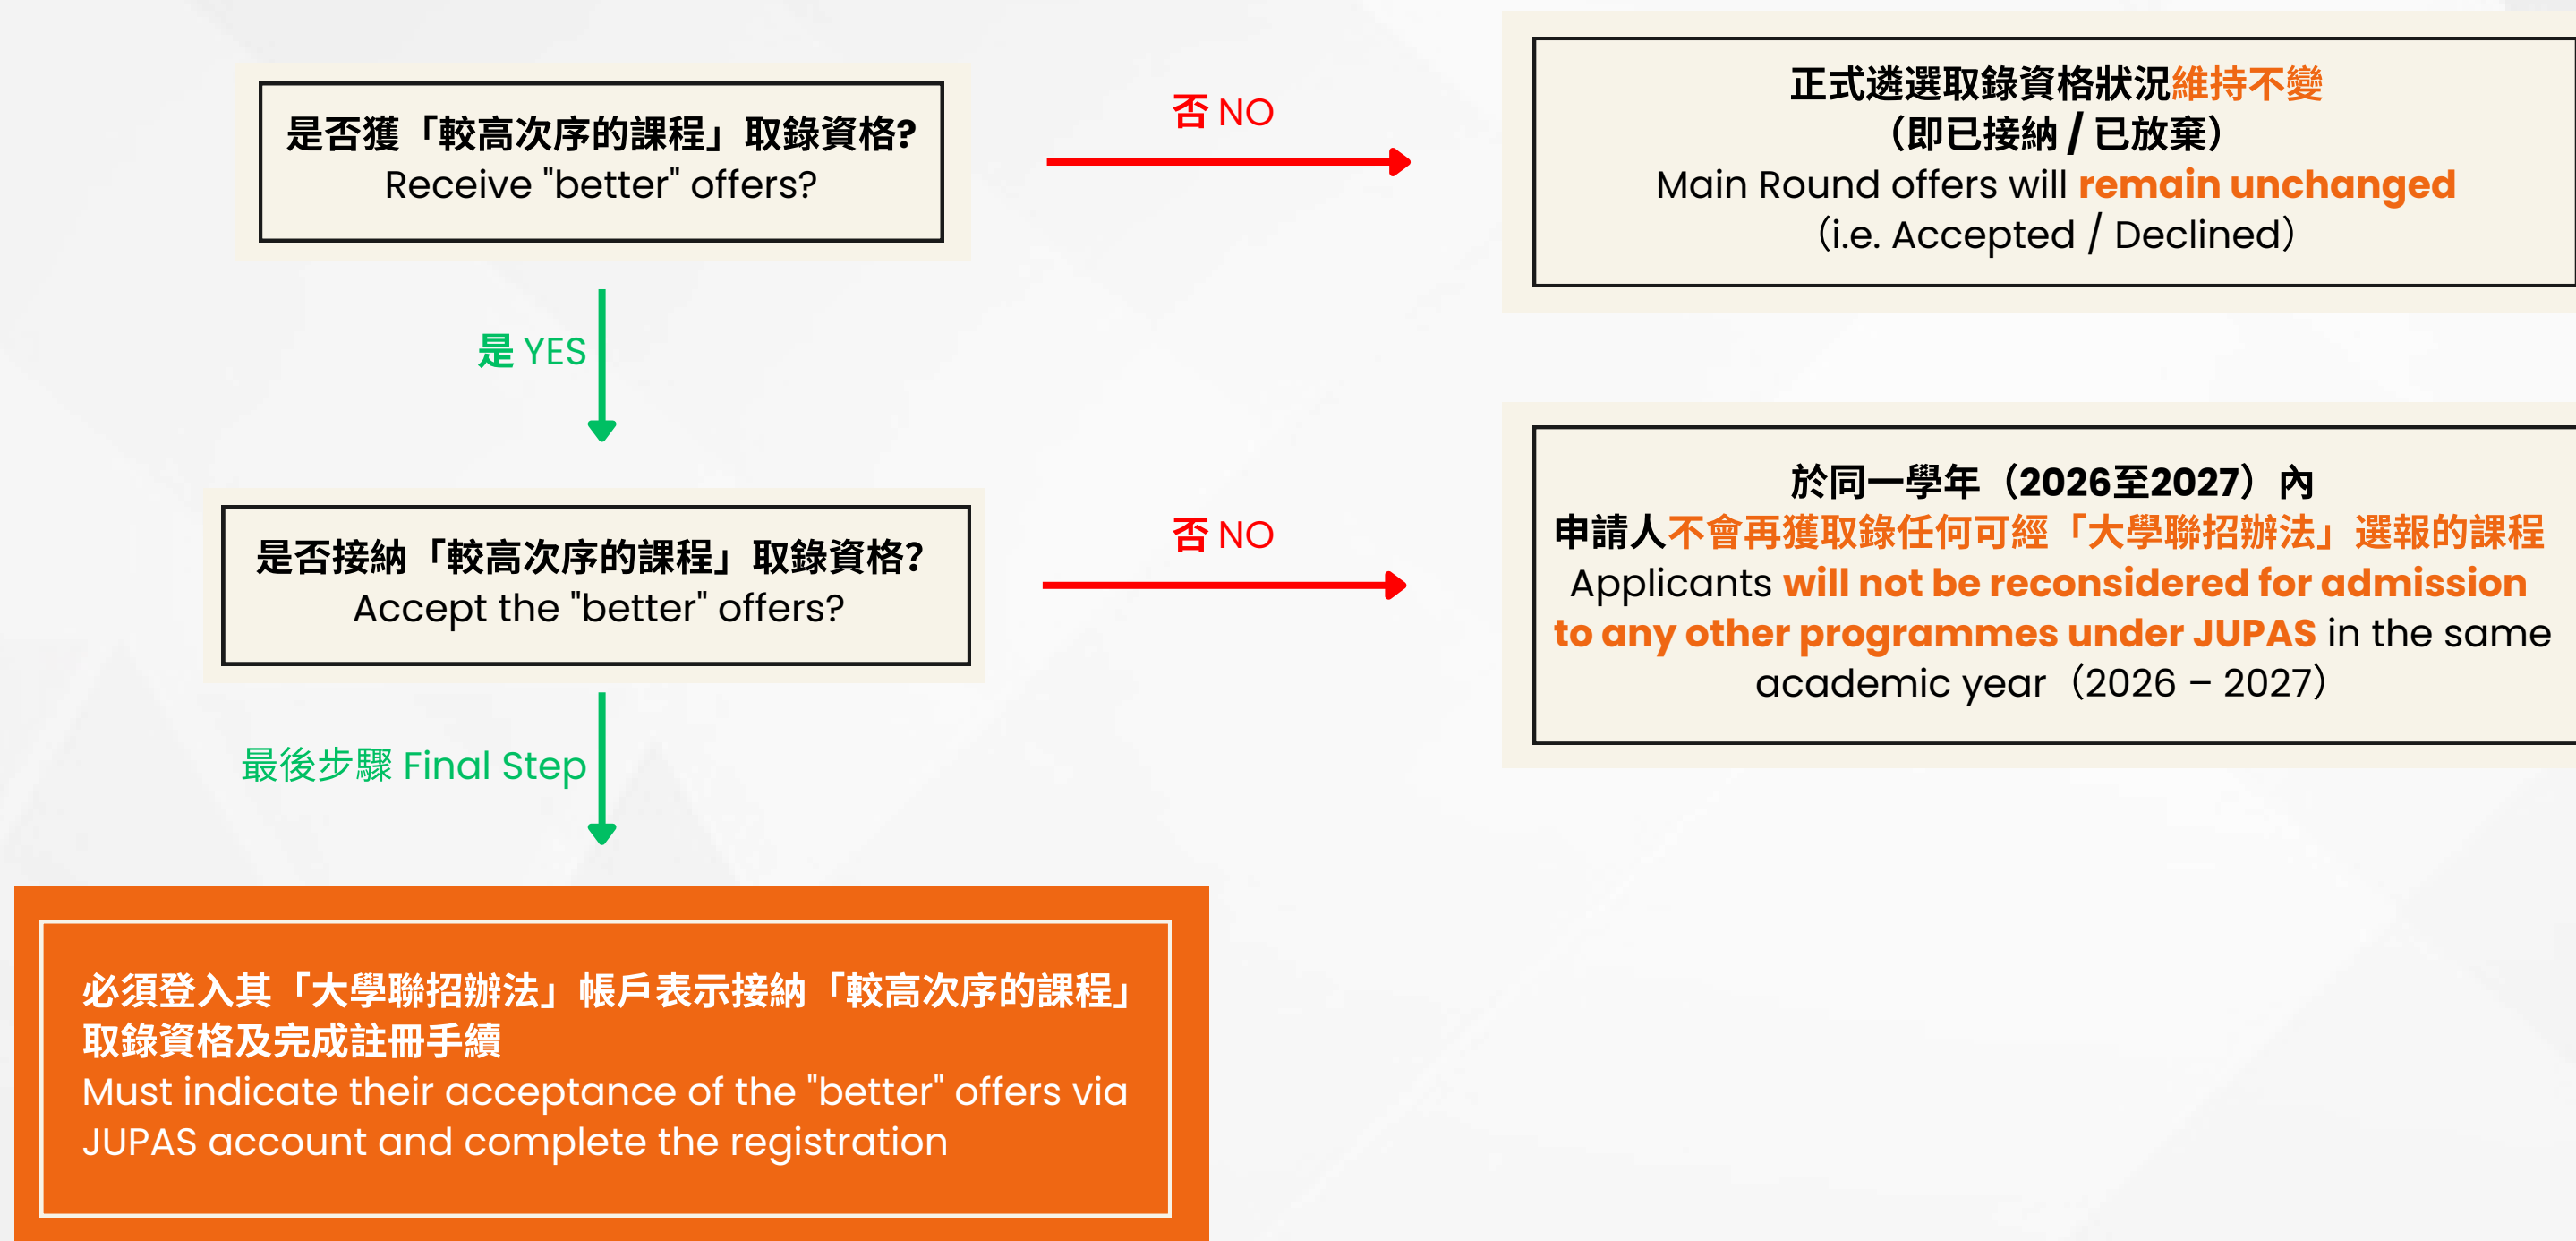 是否獲「較高次序的課程」取錄資格?
Receive "better" offers?
否 NO
正式遴選取錄資格狀況維持不變
（即已接納 / 已放棄）
Main Round offers will remain unchanged
（i.e. Accepted / Declined）
是 YES
是否接納「較高次序的課程」取錄資格？
Accept the "better" offers?
否 NO
於同一學年（2026至2027）內
申請人不會再獲取錄任何可經「大學聯招辦法」選報的課程
Applicants will not be reconsidered for admission
to any other programmes under JUPAS in the same
academic year（2026 – 2027）
最後步驟 Final Step
必須登入其「大學聯招辦法」帳戶表示接納「較高次序的課程」
取錄資格及完成註冊手續
Must indicate their acceptance of the "better" offers via
JUPAS account and complete the registration